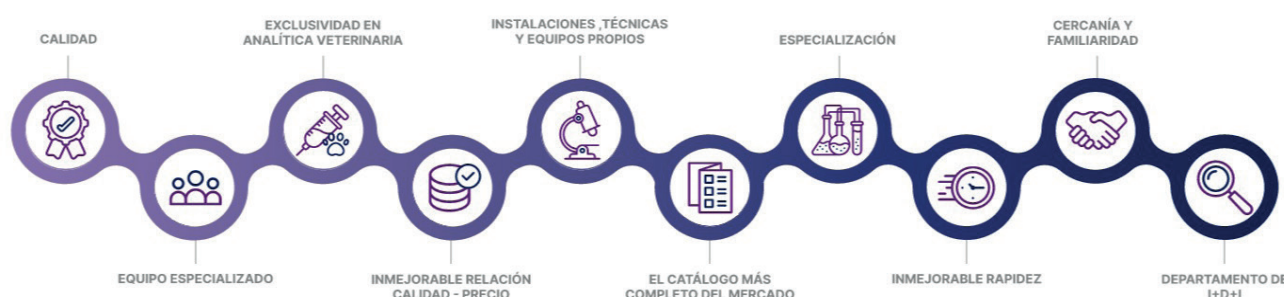 CALIDAD
EQUIPO ESPECIALIZADO
EXCLUSIVIDAD EN
ANALÍTICA VETERINARIA
INMEJORABLE RELACIÓN
CALIDAD - PRECIO
INSTALACIONES ,TÉCNICAS
Y EQUIPOS PROPIOS
EL CATÁLOGO MÁS
COMPLETO DEL MERCADO
ESPECIALIZACIÓN
INMEJORABLE RAPIDEZ
CERCANÍA Y
FAMILIARIDAD
DEPARTAMENTO DE
I+D+I